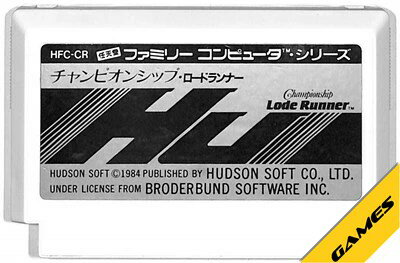 HFC-CR 任天堂 ファミリー コンピュータ™・シリーズ
チャンピオンシップ・ロードランナー
Championship
Lode Runner™
HU
HUDSON SOFT ©1984 PUBLISHED BY HUDSON SOFT CO., LTD.
UNDER LICENSE FROM BRODERBUND SOFTWARE INC.
GAMES